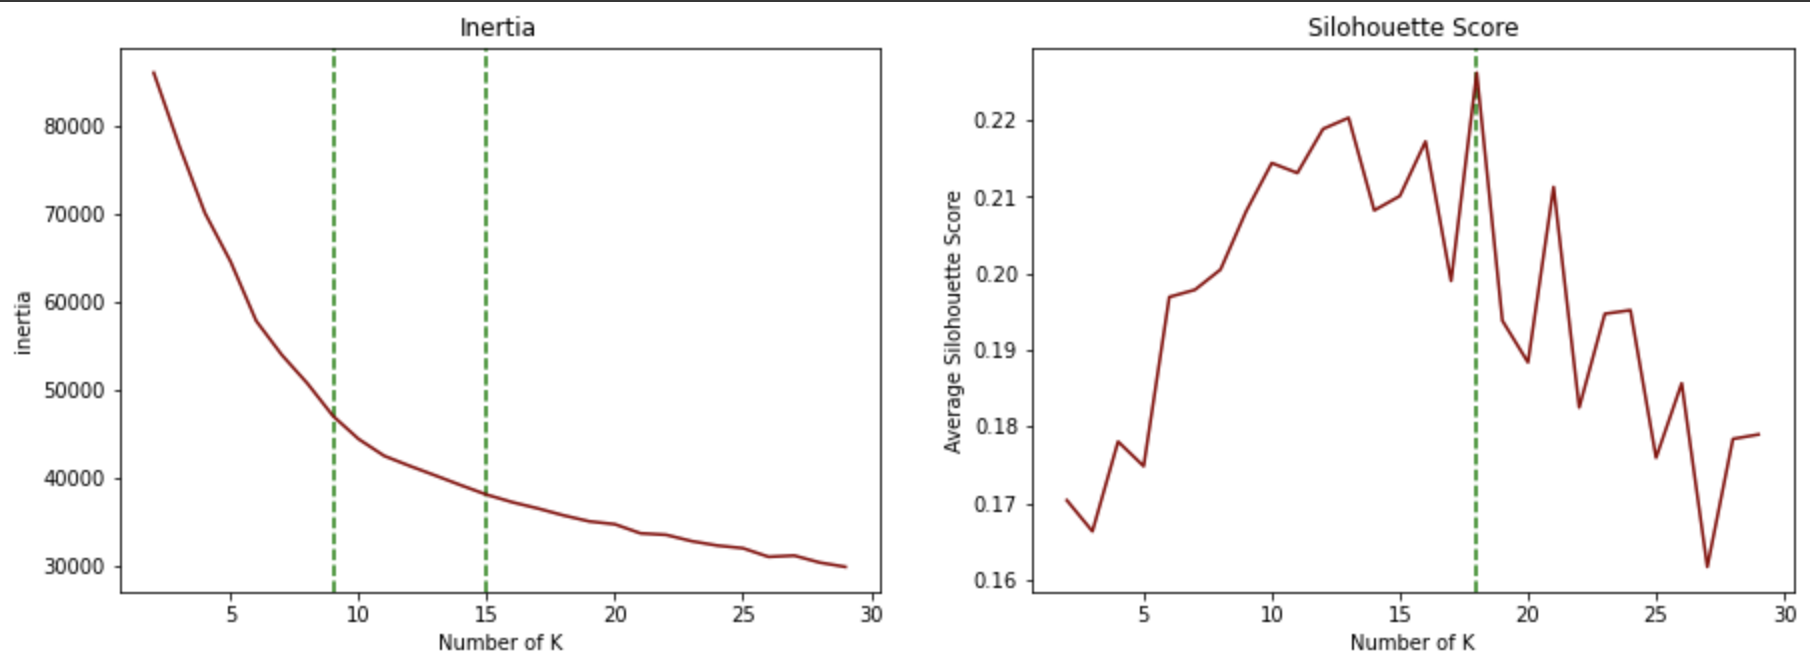 Inertia
inertia
80000
70000
60000
50000
40000
30000
5 10 15 20 25 30
Number of K
Silohouette Score
Average Silohouette Score
0.22
0.21
0.20
0.19
0.18
0.17
0.16
5 10 15 20 25 30
Number of K